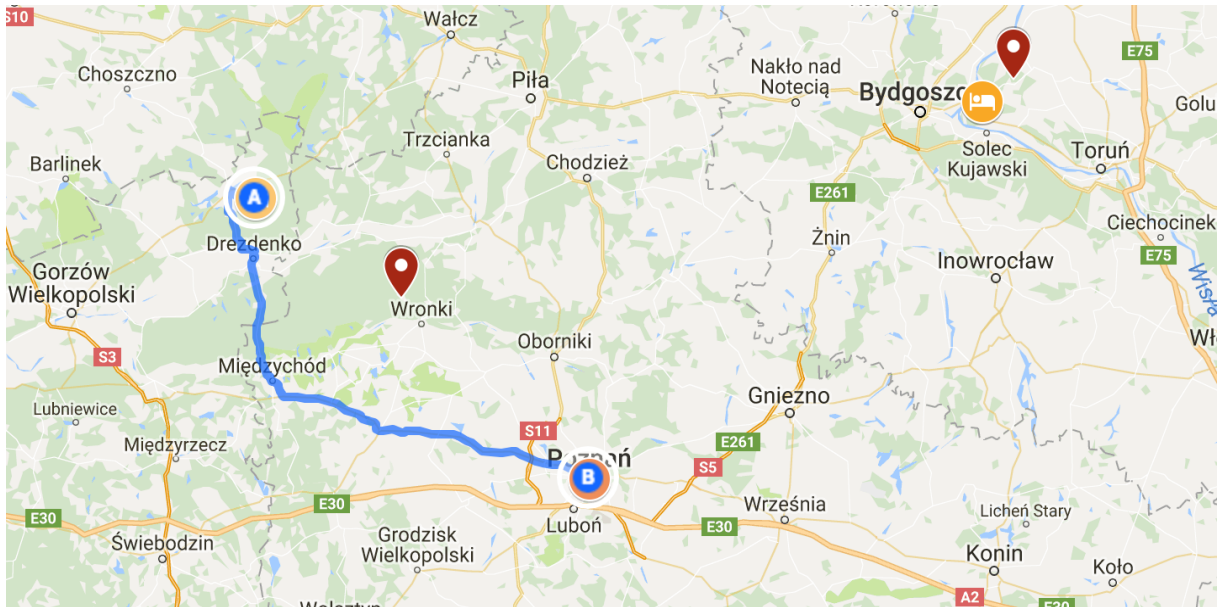 S10
Wałcz
Choszczno
Piła
Nakło nad
Notecią
E75
Golu
Trzcianka
Solec
Kujawski
Toruń
Barlinek
Chodzież
A
E261
Ciechocinek
Drezdenko
Żnin
E75
Gorzów
Wielkopolski
Inowrocław
Wisła
Wronki
Oborniki
S3
Międzychód
Gniezno
Lubniewice
S11
E261
Międzyrzecz
Poznań
S5
B
E30
Września
E30
Luboń
E30
Licheń Stary
Świebodzin
Grodzisk
Wielkopolski
Konin
Koło
A2